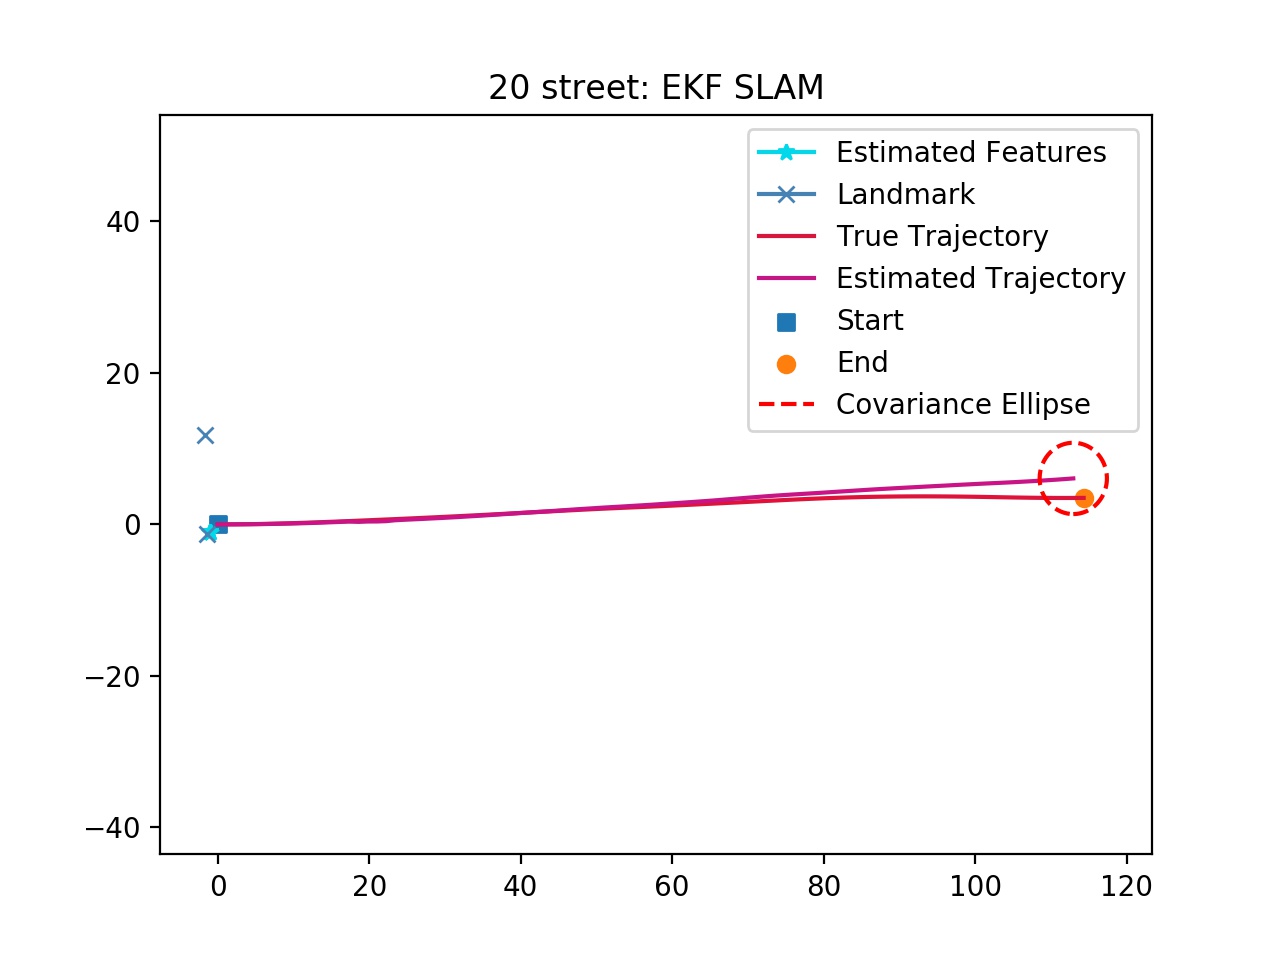 20 street: EKF SLAM
Estimated Features
Landmark
True Trajectory
Estimated Trajectory
Start
End
Covariance Ellipse
40
20
0
−20
−40
0 20 40 60 80 100 120